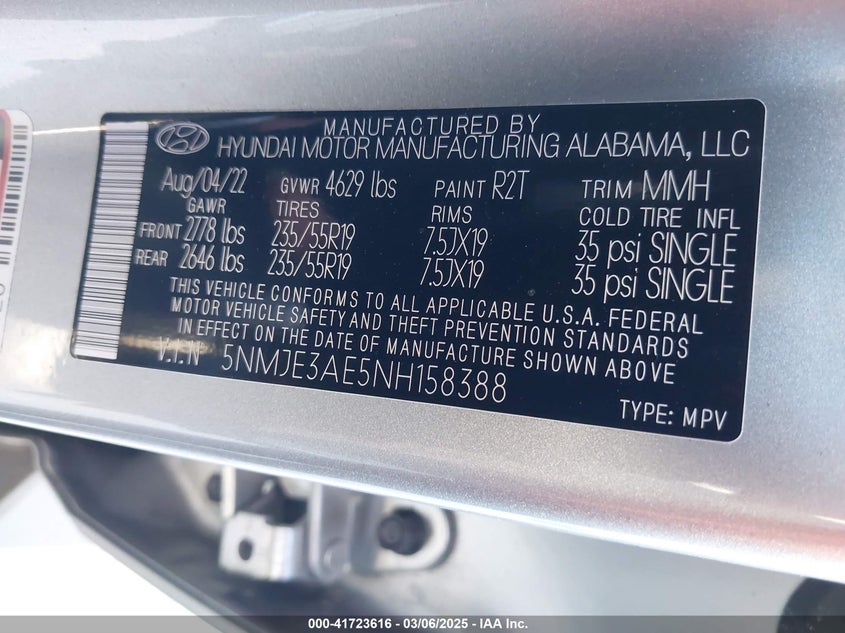 MANUFACTURED BY
HYUNDAI MOTOR MANUFACTURING ALABAMA, LLC
Aug/04/22 GVWR 4629 lbs PAINT R2T TRIM MMH
GAWR TIRES RIMS COLD TIRE INFL
FRONT 2778 lbs 235/55R19 7.5JX19 35 psi SINGLE
REAR 2646 lbs 235/55R19 7.5JX19 35 psi SINGLE
THIS VEHICLE CONFORMS TO ALL APPLICABLE U.S.A. FEDERAL
MOTOR VEHICLE SAFETY AND THEFT PREVENTION STANDARDS
IN EFFECT ON THE DATE OF MANUFACTURE SHOWN ABOVE
V.I.N 5NMJE3AE5NH158388
TYPE: MPV
000-41723616 - 03/06/2025 - IAA Inc.